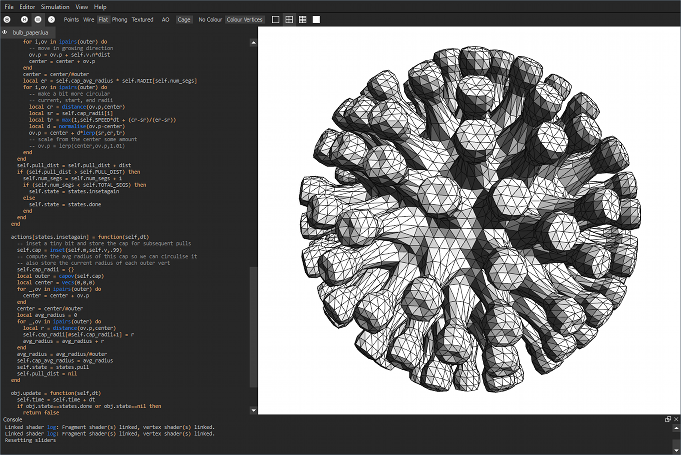 File Editor Simulation View Help
Points Wire Flat Phong Textured AO Cage No Colour Colour Vertices
bulb_paper.lua
for i,ov in ipairs(outer) do
-- move in growing direction
ov.p = ov.p + self.v.n*dist
center = center + ov.p
end
center = center/#outer
local er = self.cap_avg_radius * self.RADII[self.num_segs]
for i,ov in ipairs(outer) do
-- make a bit more circular
-- current, start, end radii
local cr = distance(ov.p,center)
local sr = self.cap_radii[i]
local tr = max(1,self.SPEED*dt + (cr-sr)/(er-sr))
local d = normalise(ov.p-center)
ov.p = center + d*lerp(sr,er,tr)
-- scale from the center some amount
-- ov.p = lerp(center,ov.p,1.01)
end
end
self.pull_dist = self.pull_dist + dist
if (self.pull_dist > self.PULL_DIST) then
self.num_segs = self.num_segs + 1
if (self.num_segs < self.TOTAL_SEGS) then
self.state = states.insetagain
else
self.state = states.done
end
end
end
actions[states.insetagain] = function(self,dt)
-- inset a tiny bit and store the cap for subsequent pulls
self.cap = inset(self.m,self.v,.99)
-- compute the avg radius of this cap so we can circulise it
-- also store the current radius of each outer vert
self.cap_radii = {}
local outer = capov(self.cap)
local center = vec3(0,0,0)
for _,ov in ipairs(outer) do
center = center + ov.p
end
center = center/#outer
local avg_radius = 0
for _,ov in ipairs(outer) do
local r = distance(ov.p,center)
self.cap_radii[#self.cap_radii+1] = r
avg_radius = avg_radius + r
end
avg_radius = avg_radius/#outer
self.cap_avg_radius = avg_radius
self.state = states.pull
self.pull_dist = nil
end
obj.update = function(self,dt)
self.time = self.time + dt
if obj.state==states.done or obj.state==nil then
return false
Console
Linked shader log: Fragment shader(s) linked, vertex shader(s) linked.
Linked shader log: Fragment shader(s) linked, vertex shader(s) linked.
Resetting sliders